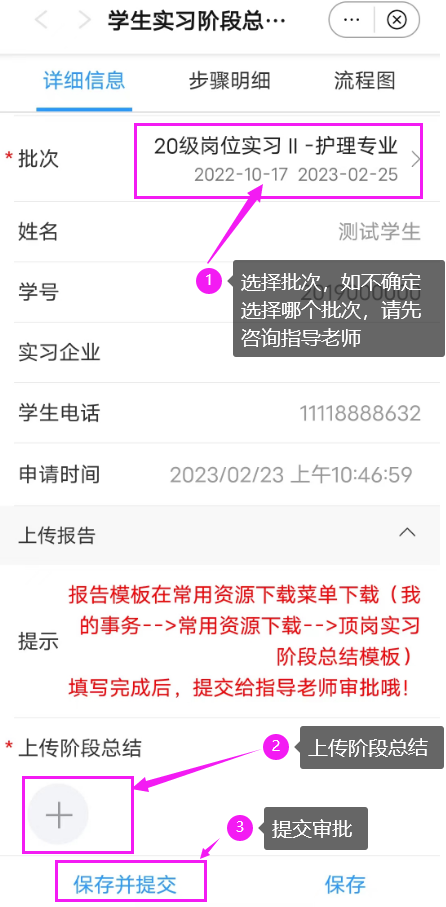 学生实习阶段总…
详细信息 步骤明细 流程图
* 批次 20级岗位实习Ⅱ-护理专业
2022-10-17 2023-02-25
姓名 测试学生
1 选择批次，如不确定
选择哪个批次，请先
咨询指导老师
学号 2019000000
实习企业
学生电话 11118888632
申请时间 2023/02/23 上午10:46:59
上传报告
提示
报告模板在常用资源下载菜单下载（我
的事务-->常用资源下载-->顶岗实习
阶段总结模板）
填写完成后，提交给指导老师审批哦！
* 上传阶段总结
2 上传阶段总结
3 提交审批
保存并提交 保存